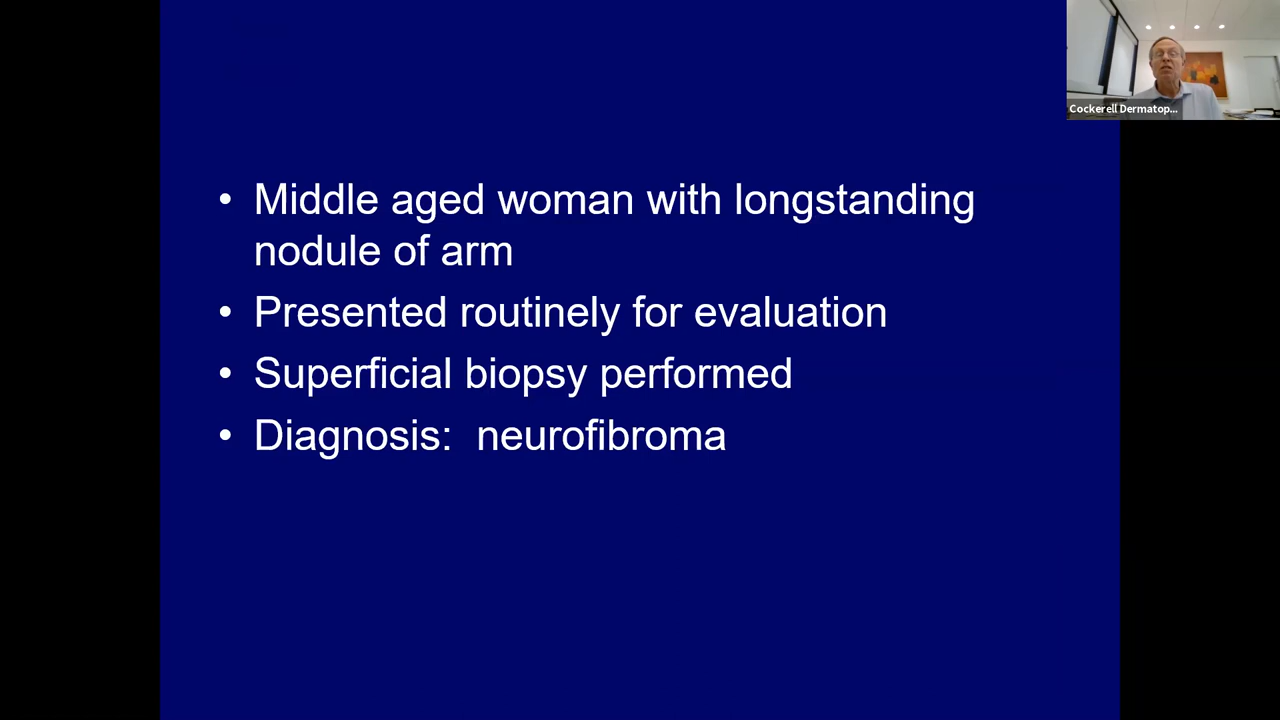 Cockerell Dermatop...
• Middle aged woman with longstanding
nodule of arm
• Presented routinely for evaluation
• Superficial biopsy performed
• Diagnosis:  neurofibroma